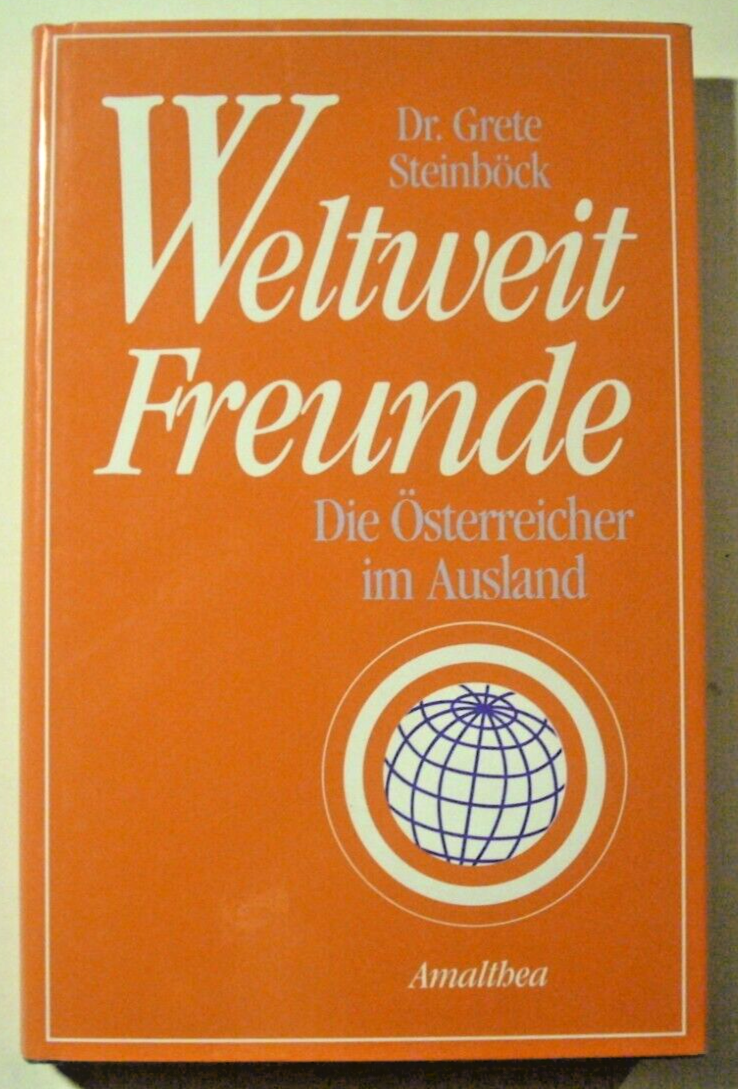 Dr. Grete
Steinböck
Weltweit
Freunde
Die Österreicher
im Ausland
Amalthea